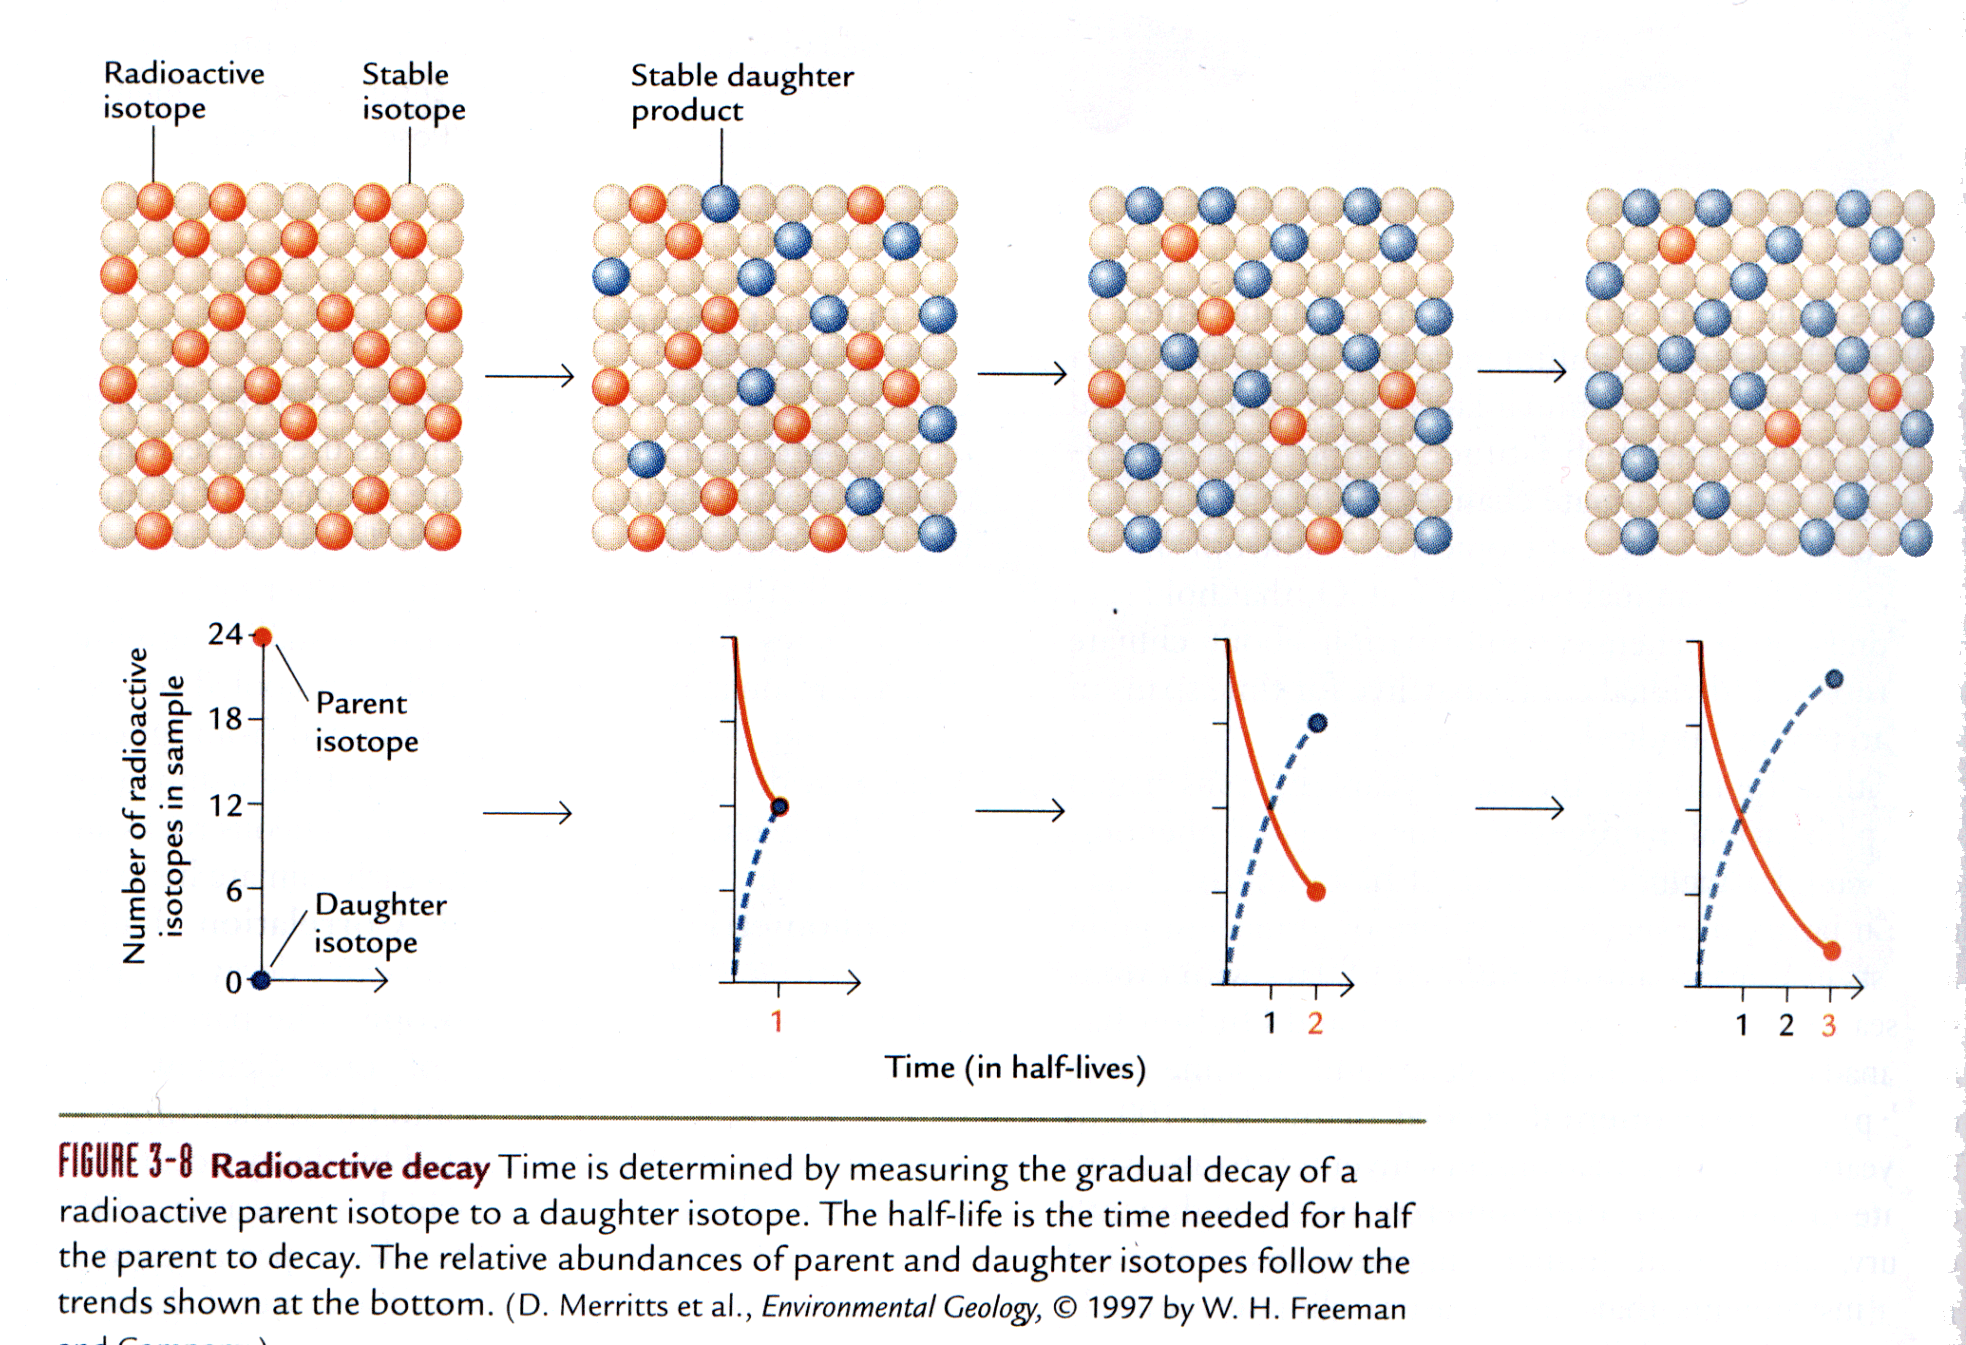 Radioactive
isotope
Stable
isotope
Stable daughter
product
Number of radioactive
isotopes in sample
24
18
12
6
0
Parent
isotope
Daughter
isotope
1
1 2
1 2 3
Time (in half-lives)
FIGURE 3-8 Radioactive decay Time is determined by measuring the gradual decay of a
radioactive parent isotope to a daughter isotope. The half-life is the time needed for half
the parent to decay. The relative abundances of parent and daughter isotopes follow the
trends shown at the bottom. (D. Merritts et al., Environmental Geology, © 1997 by W. H. Freeman